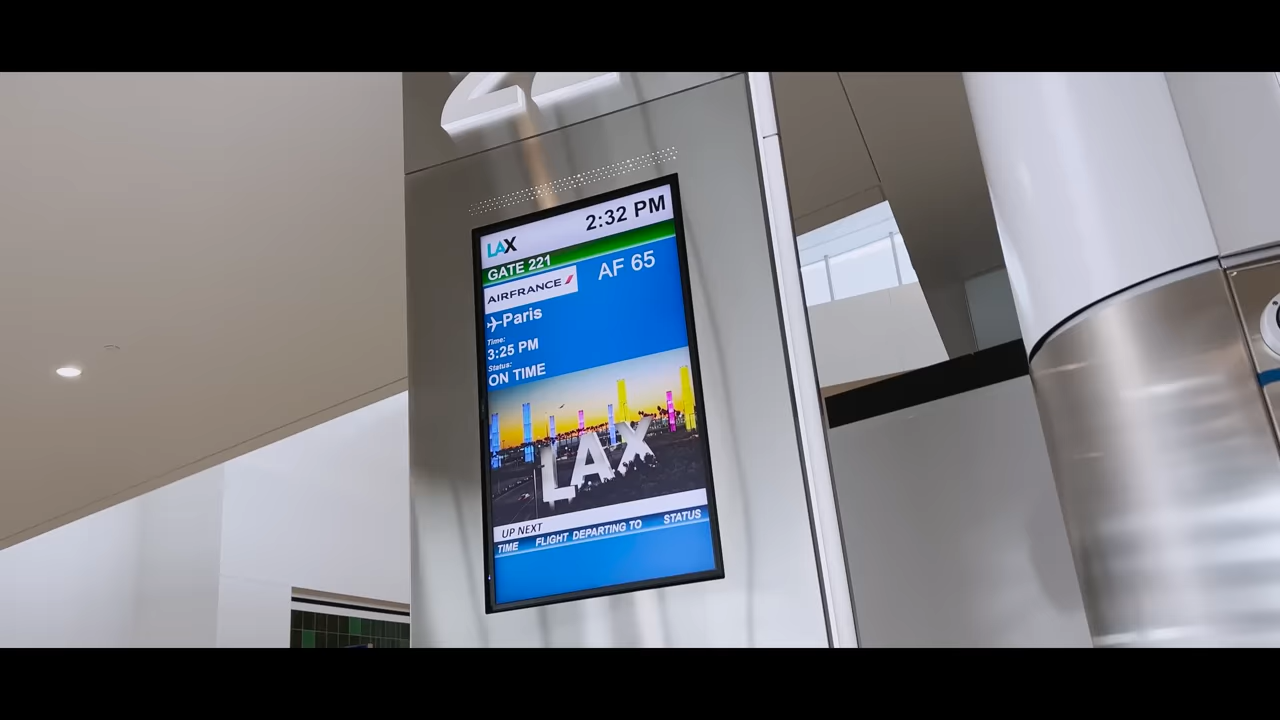 2:32 PM
LAX
GATE 221
AIRFRANCE
AF 65
Paris
Time:
3:25 PM
Status:
ON TIME
LAX
UP NEXT
TIME FLIGHT DEPARTING TO STATUS